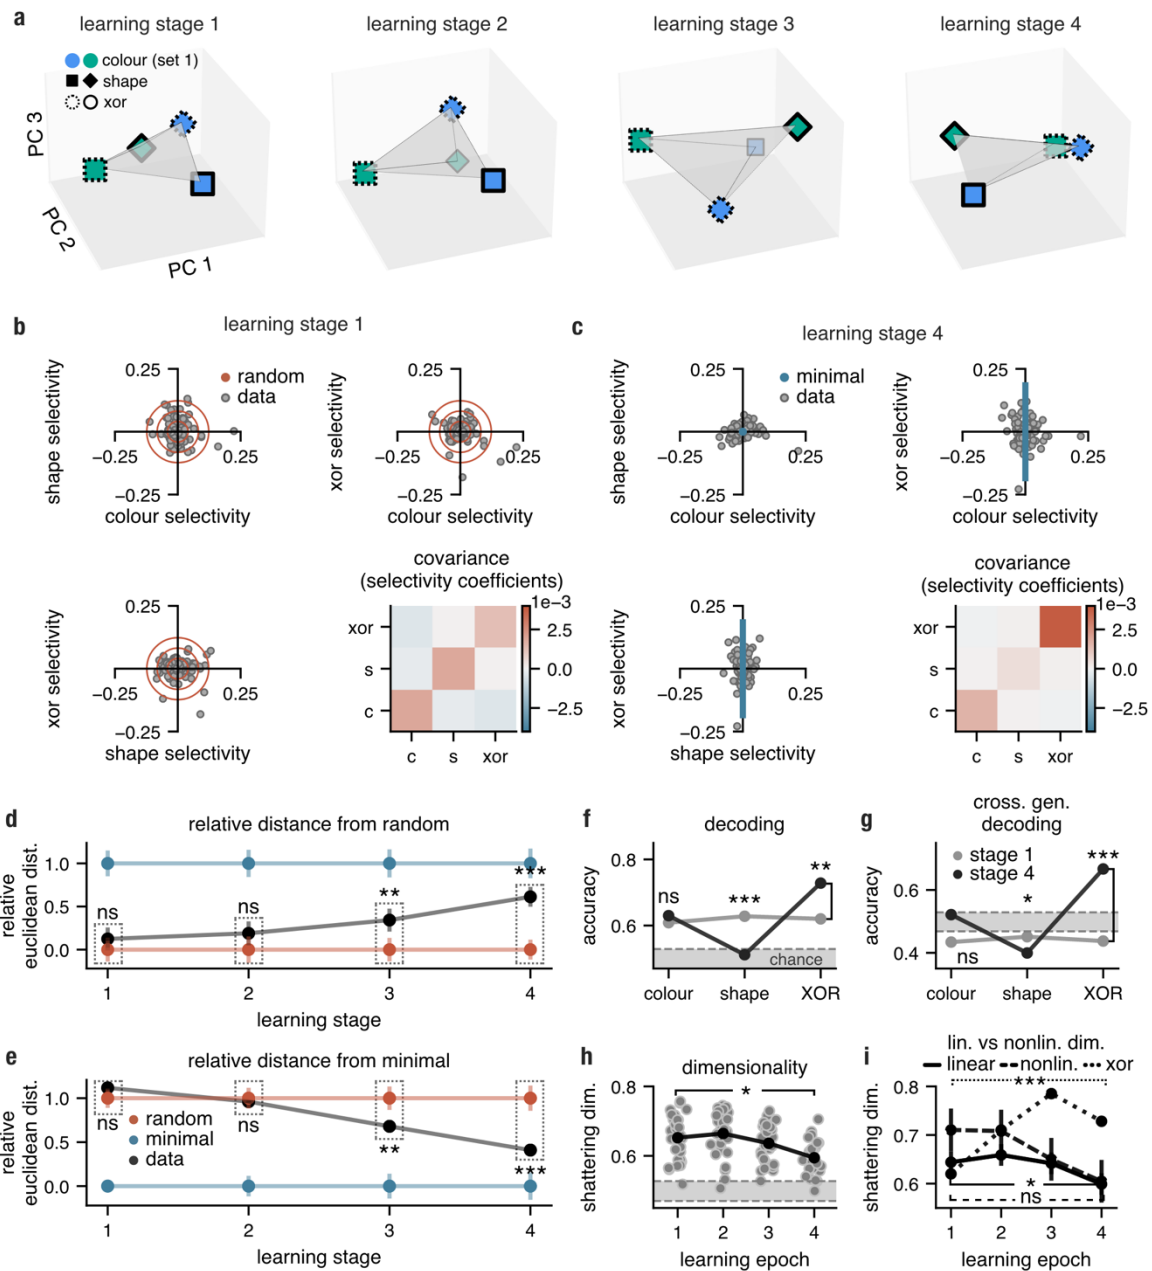 a
learning stage 1
learning stage 2
learning stage 3
learning stage 4
colour (set 1)
shape
xor
PC 3
PC 2
PC 1
b
learning stage 1
c
learning stage 4
shape selectivity
0.25
random
data
−0.25
0.25
−0.25
colour selectivity
xor selectivity
0.25
−0.25
0.25
−0.25
colour selectivity
shape selectivity
0.25
minimal
data
−0.25
0.25
−0.25
colour selectivity
xor selectivity
0.25
−0.25
0.25
−0.25
colour selectivity
xor selectivity
0.25
−0.25
0.25
−0.25
shape selectivity
covariance
(selectivity coefficients)
1e−3
xor
s
c
c
s
xor
2.5
0.0
−2.5
xor selectivity
0.25
−0.25
0.25
−0.25
shape selectivity
covariance
(selectivity coefficients)
1e−3
xor
s
c
c
s
xor
2.5
0.0
−2.5
d
relative distance from random
relative
euclidean dist.
1.0
0.5
0.0
ns
ns
**
***
1
2
3
4
learning stage
e
relative distance from minimal
relative
euclidean dist.
1.0
0.5
0.0
random
minimal
data
ns
ns
**
***
1
2
3
4
learning stage
f
decoding
accuracy
0.8
0.6
ns
***
**
chance
colour
shape
XOR
g
cross. gen.
decoding
stage 1
stage 4
accuracy
0.6
0.4
ns
*
***
colour
shape
XOR
h
dimensionality
shattering dim.
0.8
0.6
*
1
2
3
4
learning epoch
i
lin. vs nonlin. dim.
linear
nonlin.
xor
shattering dim.
0.8
0.7
0.6
***
*
ns
1
2
3
4
learning epoch